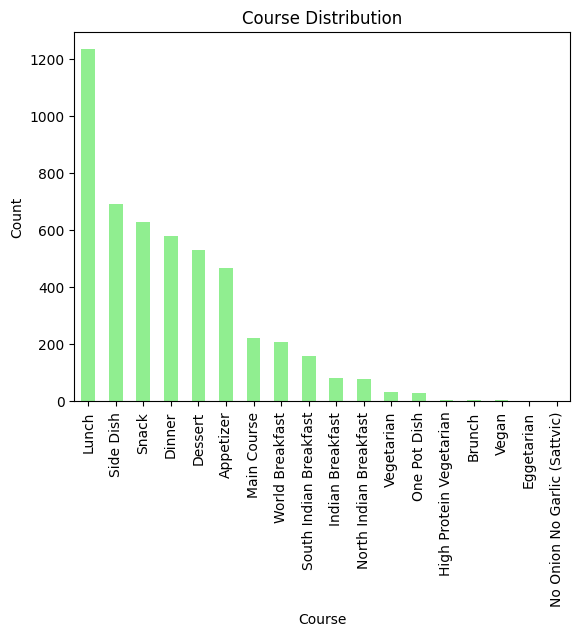 Course Distribution
Count
1200
1000
800
600
400
200
0
Lunch
Side Dish
Snack
Dinner
Dessert
Appetizer
Main Course
World Breakfast
South Indian Breakfast
Indian Breakfast
North Indian Breakfast
Vegetarian
One Pot Dish
High Protein Vegetarian
Brunch
Vegan
Eggetarian
No Onion No Garlic (Sattvic)
Course